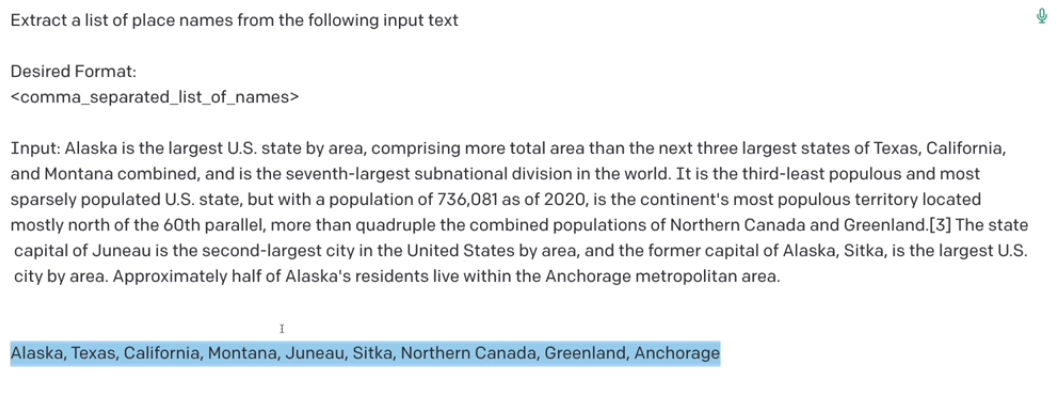 Extract a list of place names from the following input text
Desired Format:
<comma_separated_list_of_names>
Input: Alaska is the largest U.S. state by area, comprising more total area than the next three largest states of Texas, California,
and Montana combined, and is the seventh-largest subnational division in the world. It is the third-least populous and most
sparsely populated U.S. state, but with a population of 736,081 as of 2020, is the continent's most populous territory located
mostly north of the 60th parallel, more than quadruple the combined populations of Northern Canada and Greenland.[3] The state
capital of Juneau is the second-largest city in the United States by area, and the former capital of Alaska, Sitka, is the largest U.S.
city by area. Approximately half of Alaska's residents live within the Anchorage metropolitan area.
Alaska, Texas, California, Montana, Juneau, Sitka, Northern Canada, Greenland, Anchorage